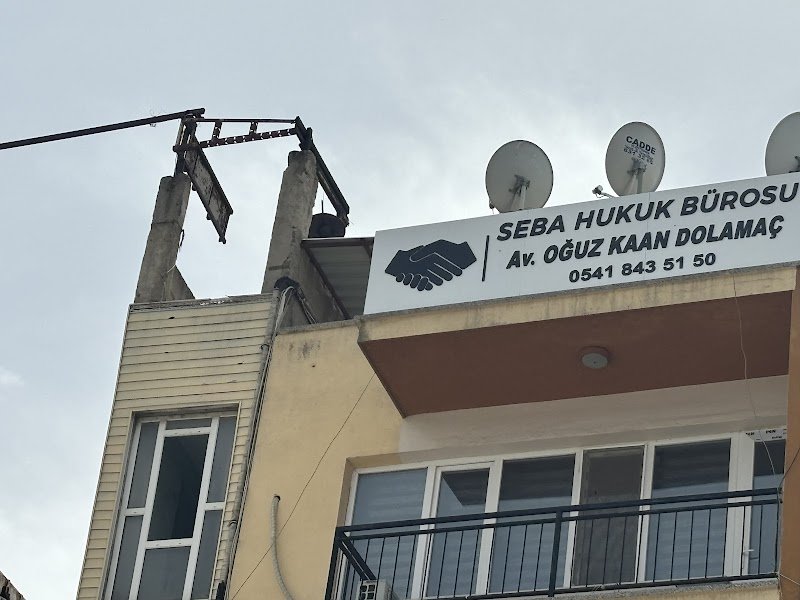 CADDE
SEBA HUKUK BÜROSU
Av. OĞUZ KAAN DOLAMAÇ
0541 843 51 50